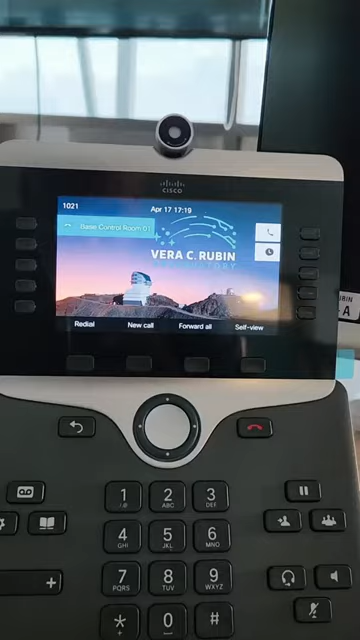 CISCO
1021 Apr 17 17:19
Base Control Room 01
VERA C. RUBIN
OBSERVATORY
Redial New call Forward all Self-view
RUBIN
A
1 2 3
/.@ ABC DEF
4 5 6
GHI JKL MNO
7 8 9
PQRS TUV WXYZ
* 0 #
+